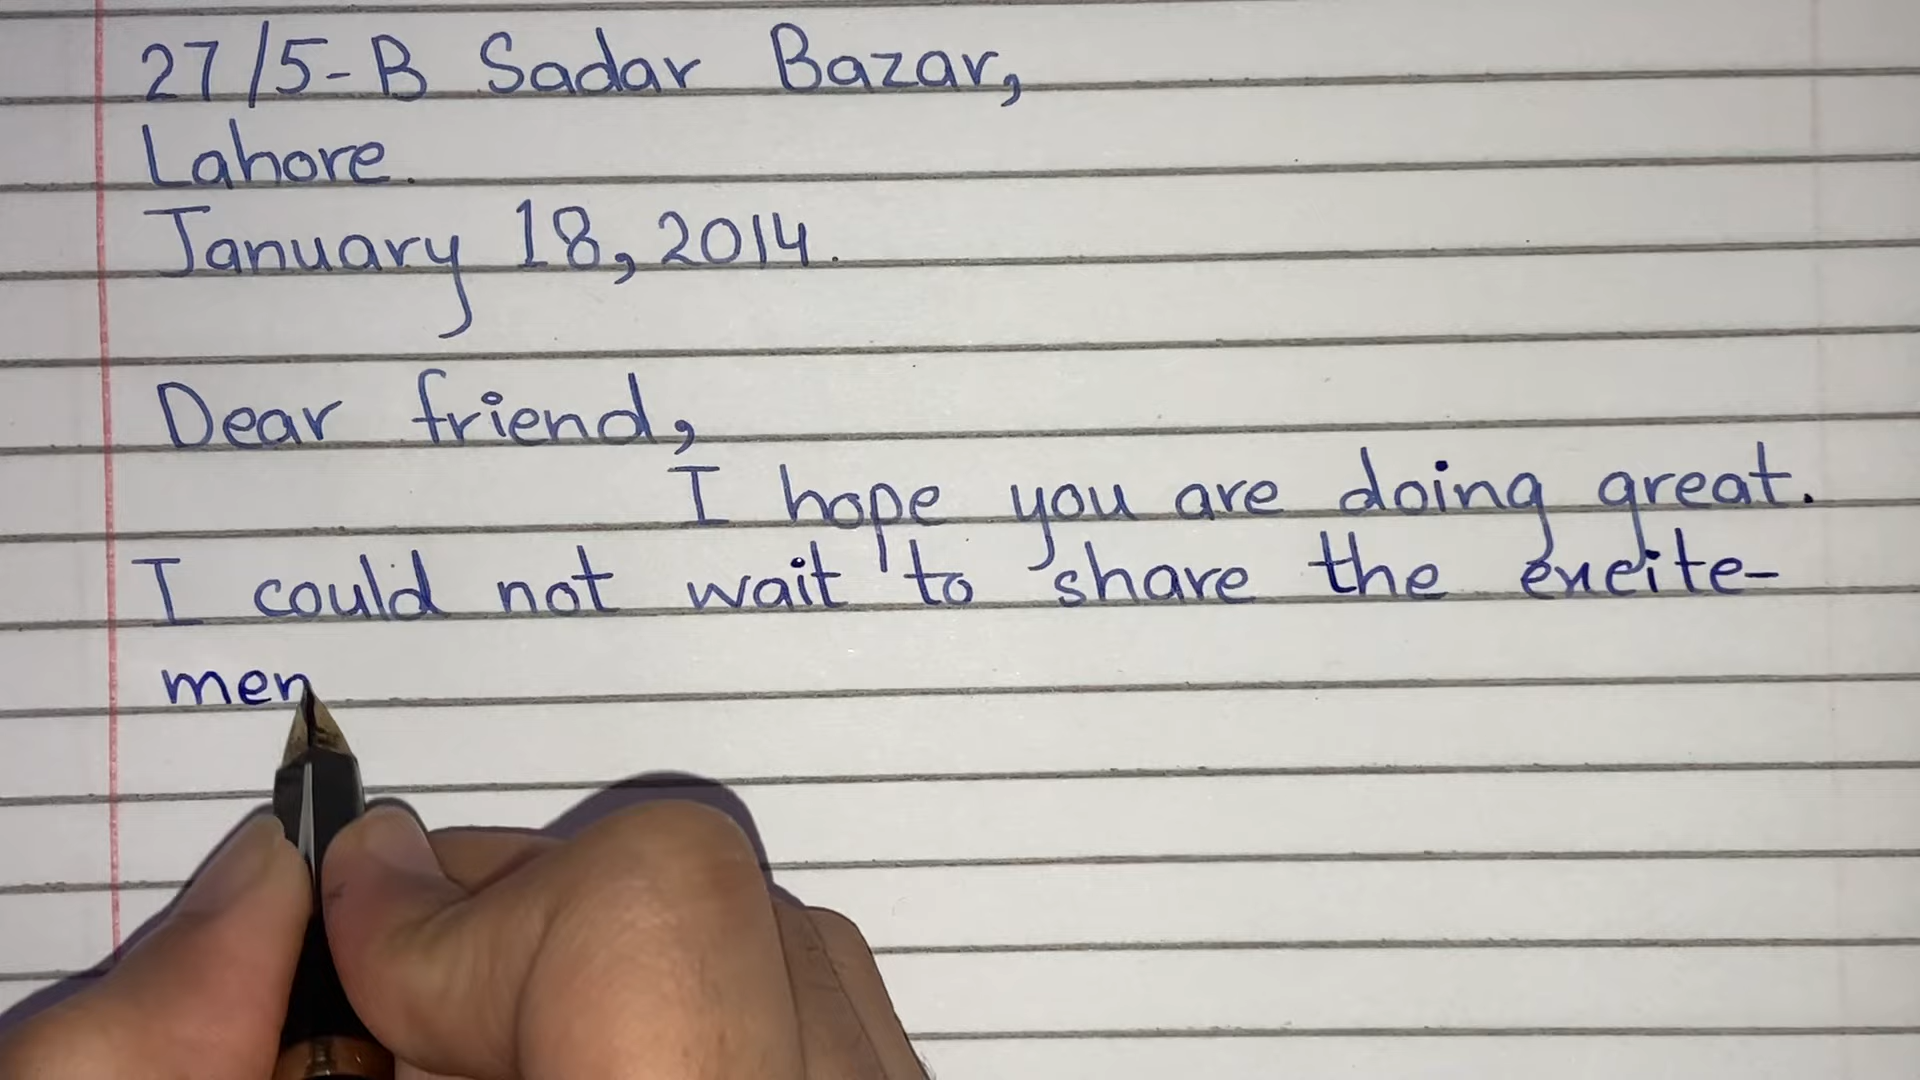 27/5-B Sadar Bazar,
Lahore.
January 18, 2014.
Dear friend,
I hope you are doing great.
I could not wait to share the excite-
men